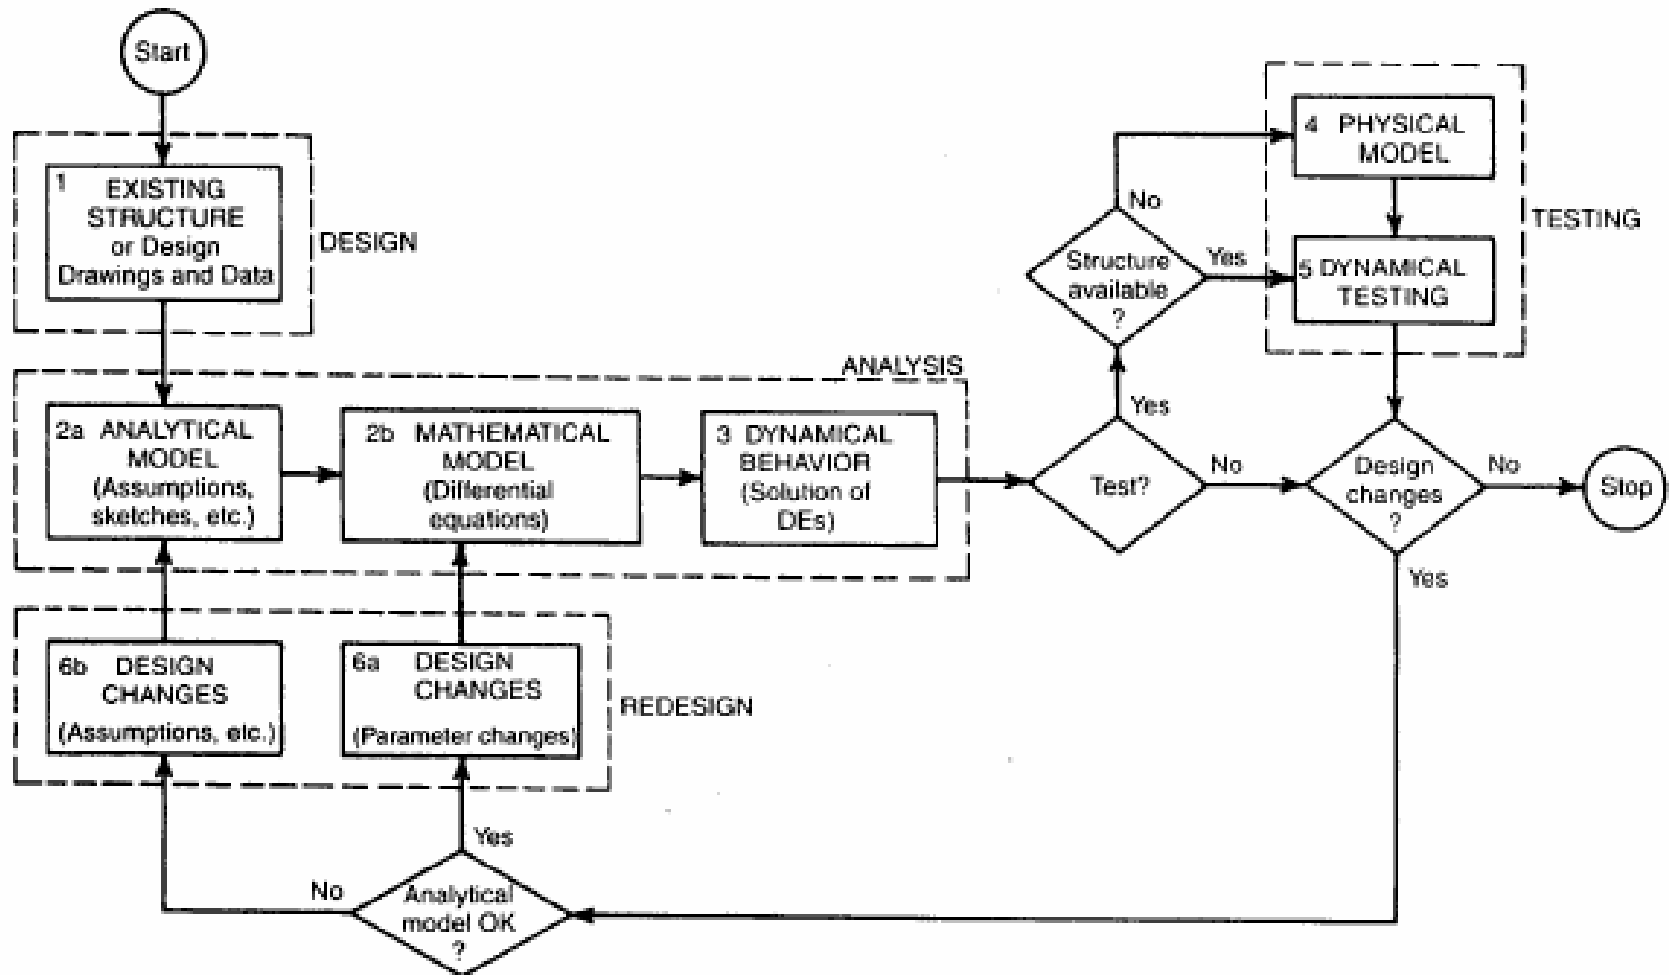 Start
1 EXISTING
STRUCTURE
or Design
Drawings and Data
DESIGN
ANALYSIS
2a ANALYTICAL
MODEL
(Assumptions,
sketches, etc.)
2b MATHEMATICAL
MODEL
(Differential
equations)
3 DYNAMICAL
BEHAVIOR
(Solution of
DEs)
Test?
Yes
No
Structure
available
?
No
Yes
4 PHYSICAL
MODEL
5 DYNAMICAL
TESTING
TESTING
Design
changes
?
No
Stop
Yes
6b DESIGN
CHANGES
(Assumptions, etc.)
6a DESIGN
CHANGES
(Parameter changes)
REDESIGN
Yes
No
Analytical
model OK
?